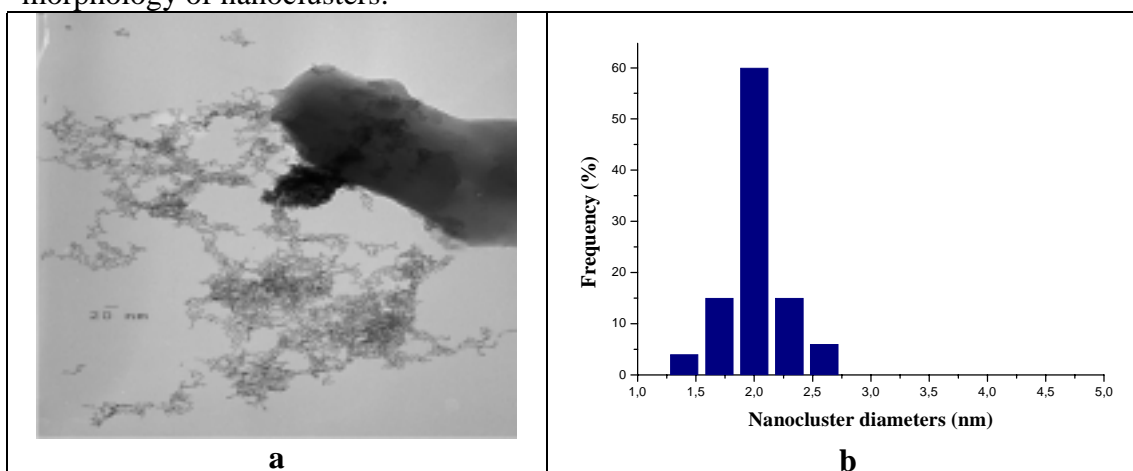 morphology of nanoclusters.
20 nm
a
60
50
40
30
20
10
0
Frequency (%)
1,0 1,5 2,0 2,5 3,0 3,5 4,0 4,5 5,0
Nanocluster diameters (nm)
b